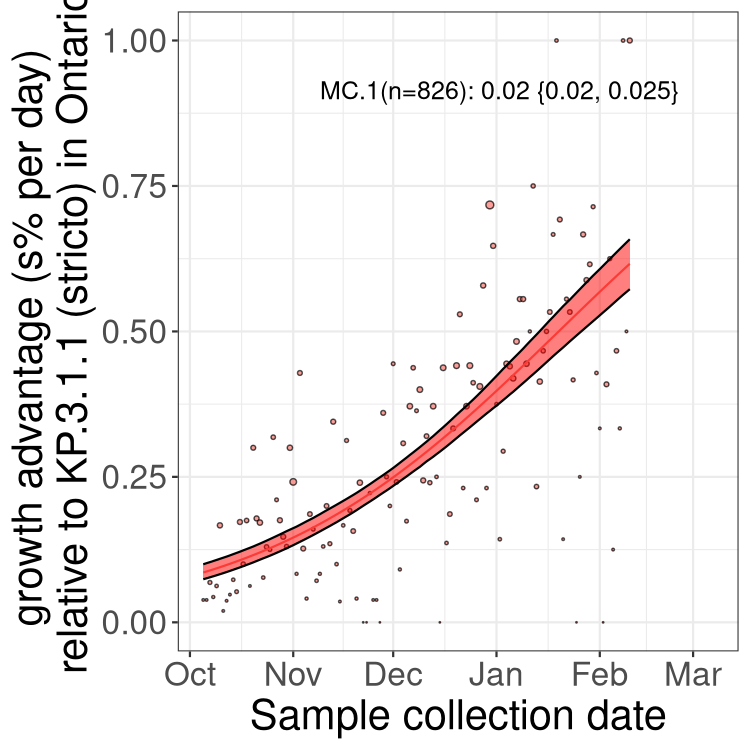 growth advantage (s% per day)
relative to KP.3.1.1 (stricto) in Ontario
1.00
0.75
0.50
0.25
0.00
MC.1(n=826): 0.02 {0.02, 0.025}
Oct Nov Dec Jan Feb Mar
Sample collection date